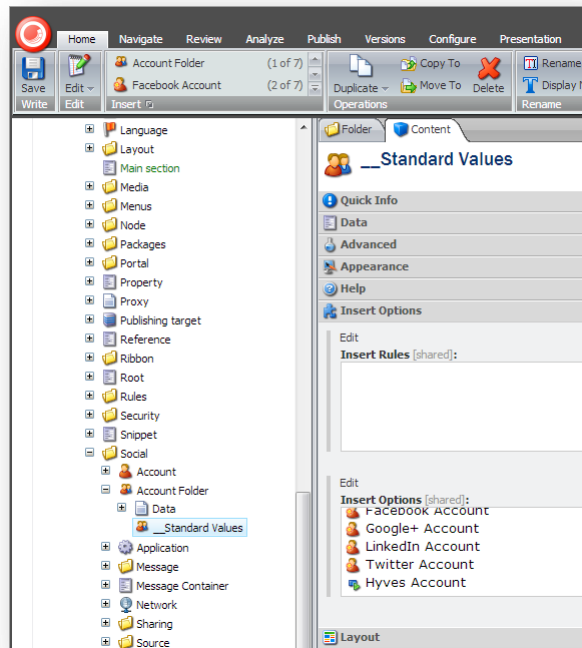 Home Navigate Review Analyze Publish Versions Configure Presentation
Save
Write
Edit
Edit
Account Folder (1 of 7)
Facebook Account (2 of 7)
Insert
Duplicate
Copy To
Move To
Delete
Operations
Rename
Display
Rename
Language
Layout
Main section
Media
Menus
Node
Packages
Portal
Property
Proxy
Publishing target
Reference
Ribbon
Root
Rules
Security
Snippet
Social
Account
Account Folder
Data
__Standard Values
Application
Message
Message Container
Network
Sharing
Source
Folder Content
__Standard Values
Quick Info
Data
Advanced
Appearance
Help
Insert Options
Edit
Insert Rules [shared]:
Edit
Insert Options [shared]:
Facebook Account
Google+ Account
LinkedIn Account
Twitter Account
Hyves Account
Layout